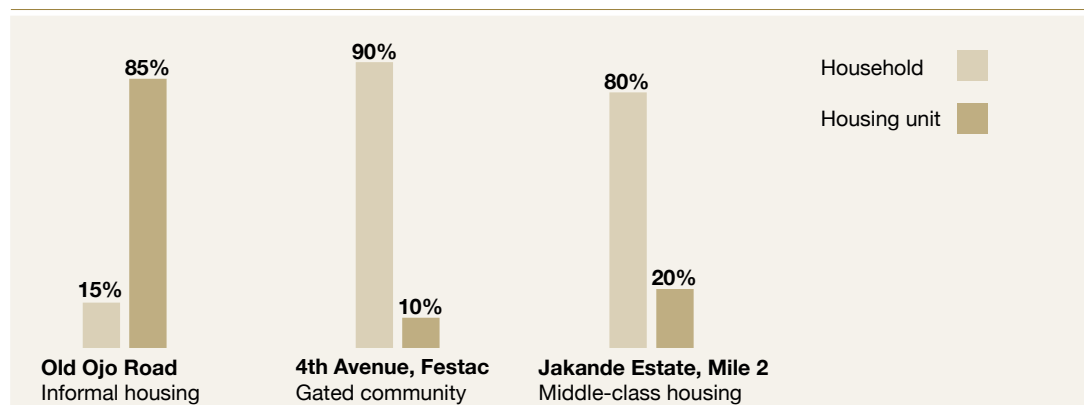 85%
15%
Old Ojo Road
Informal housing
90%
10%
4th Avenue, Festac
Gated community
80%
20%
Jakande Estate, Mile 2
Middle-class housing
Household
Housing unit